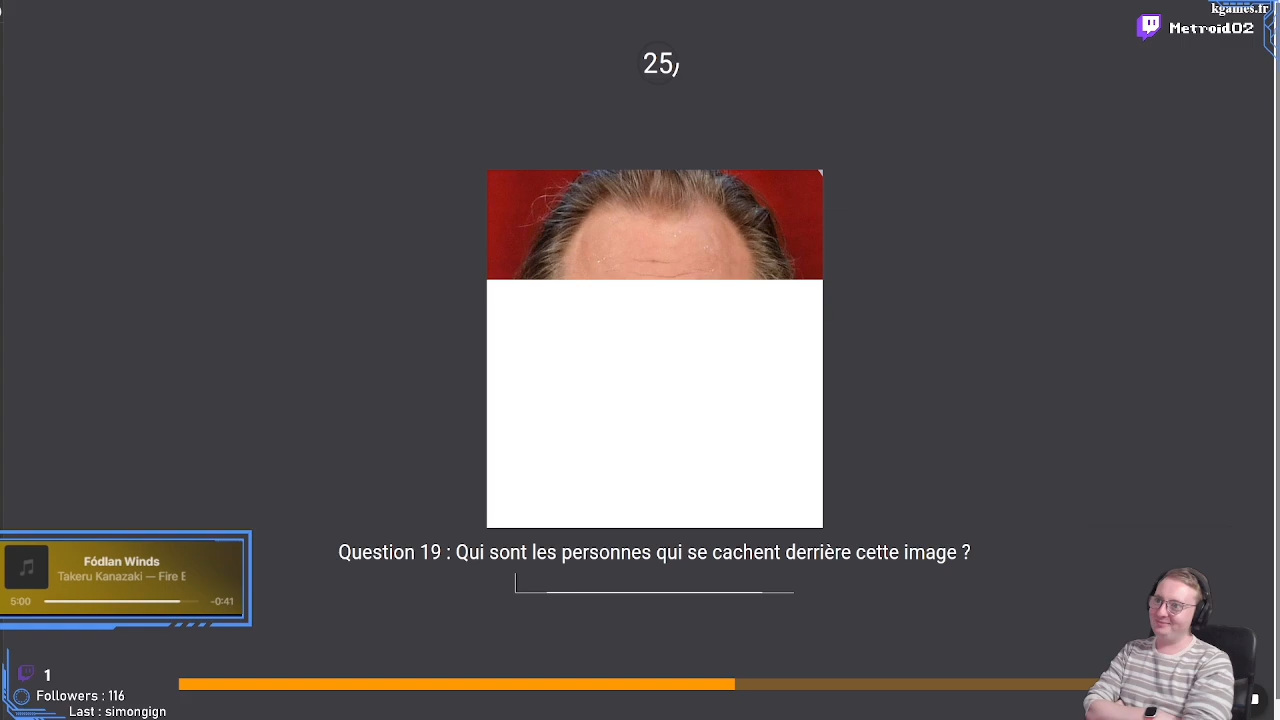 kgames.fr
Metroid02
25
Question 19 : Qui sont les personnes qui se cachent derrière cette image ?
Fódlan Winds
Takeru Kanazaki — Fire E
5:00 -0:41
1
Followers : 116
Last : simongign